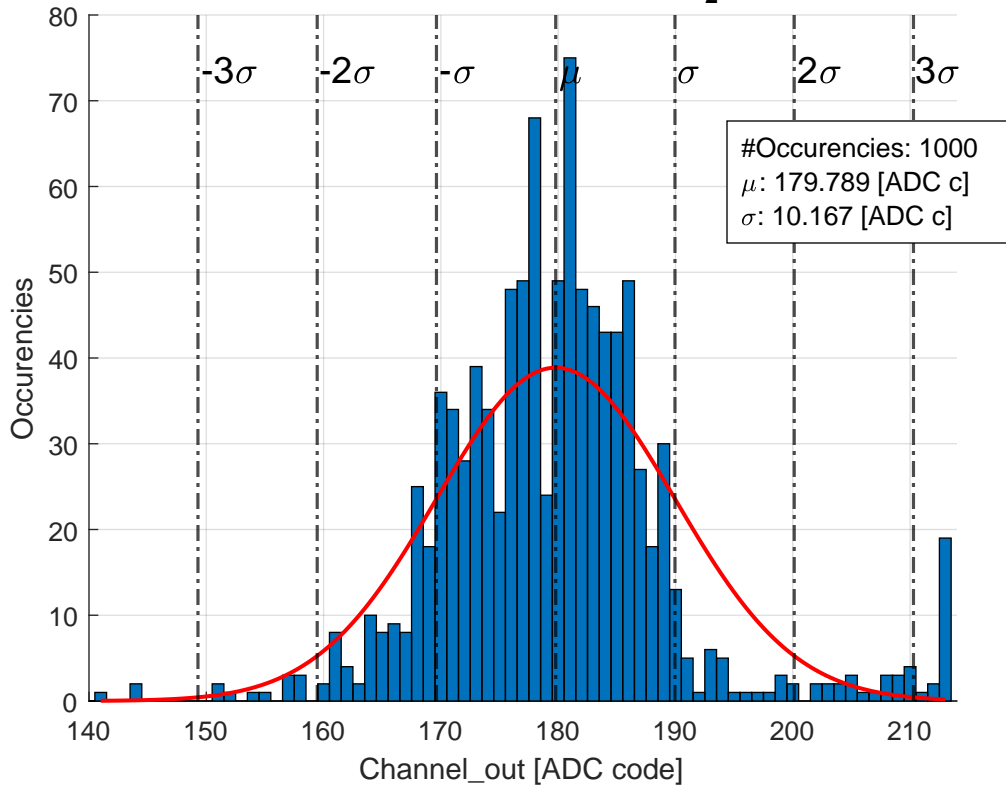 2
80
70
60
50
40
30
20
10
0
-3σ -2σ -σ μ σ 2σ 3σ
#Occurencies: 1000
μ: 179.789 [ADC c]
σ: 10.167 [ADC c]
Occurencies
140 150 160 170 180 190 200 210
Channel_out [ADC code]